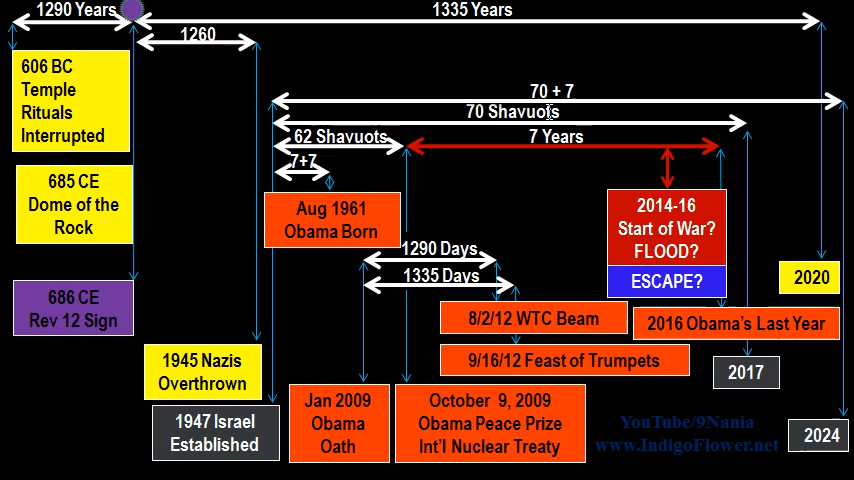 1290 Years
1335 Years
1260
606 BC
Temple
Rituals
Interrupted
70 + 7
70 Shavuots
62 Shavuots
7 Years
7+7
685 CE
Dome of the
Rock
Aug 1961
Obama Born
2014-16
Start of War?
FLOOD?
ESCAPE?
1290 Days
1335 Days
2020
686 CE
Rev 12 Sign
8/2/12 WTC Beam
2016 Obama's Last Year
1945 Nazis
Overthrown
9/16/12 Feast of Trumpets
2017
1947 Israel
Established
Jan 2009
Obama
Oath
October 9, 2009
Obama Peace Prize
Int'l Nuclear Treaty
YouTube/9Nania
www.IndigoFlower.net
2024